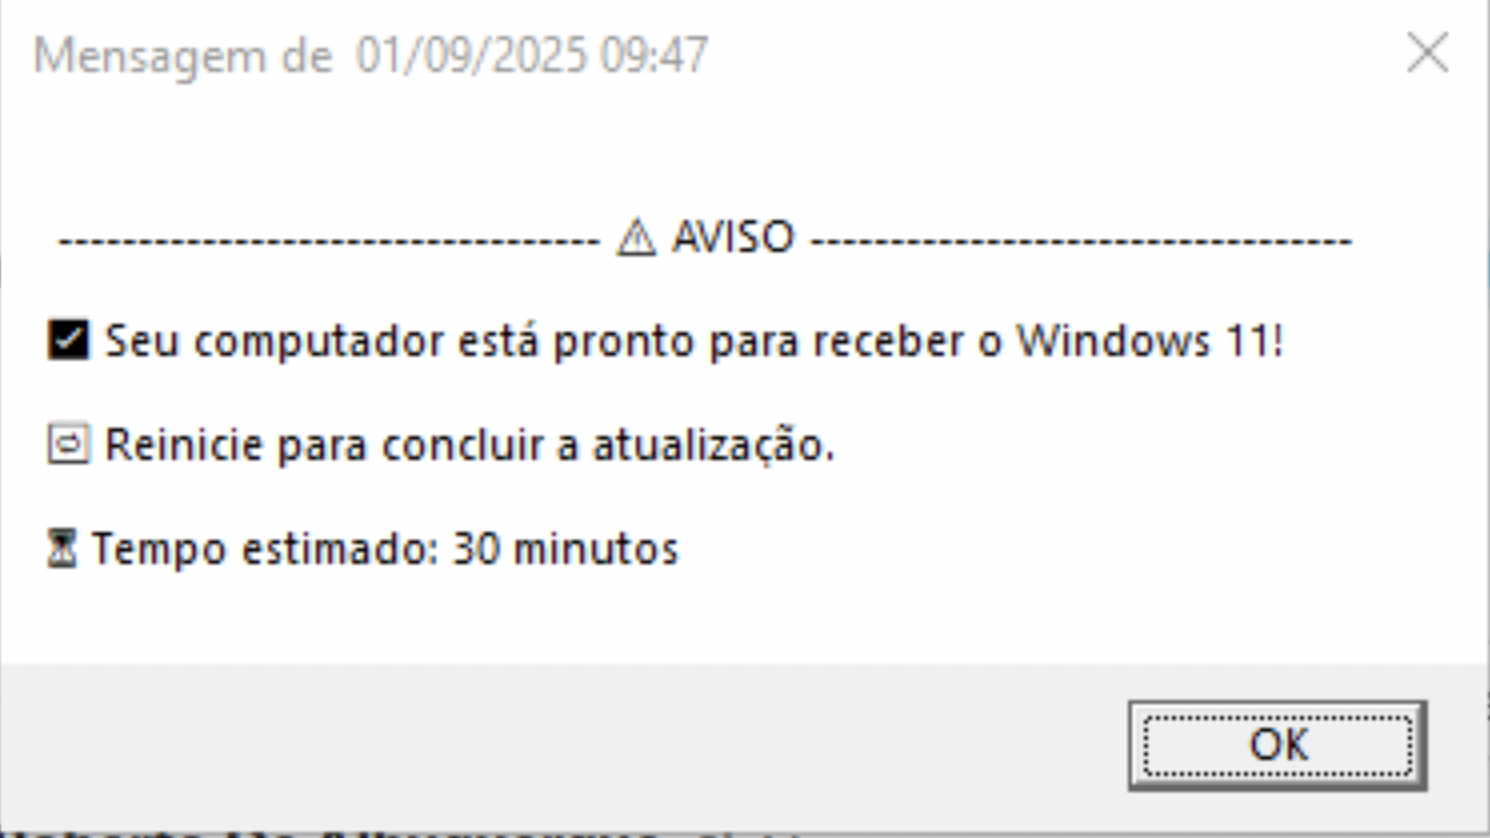 Mensagem de 01/09/2025 09:47
---------------------------------- ⚠ AVISO ----------------------------------
Seu computador está pronto para receber o Windows 11!
Reinicie para concluir a atualização.
Tempo estimado: 30 minutos
OK